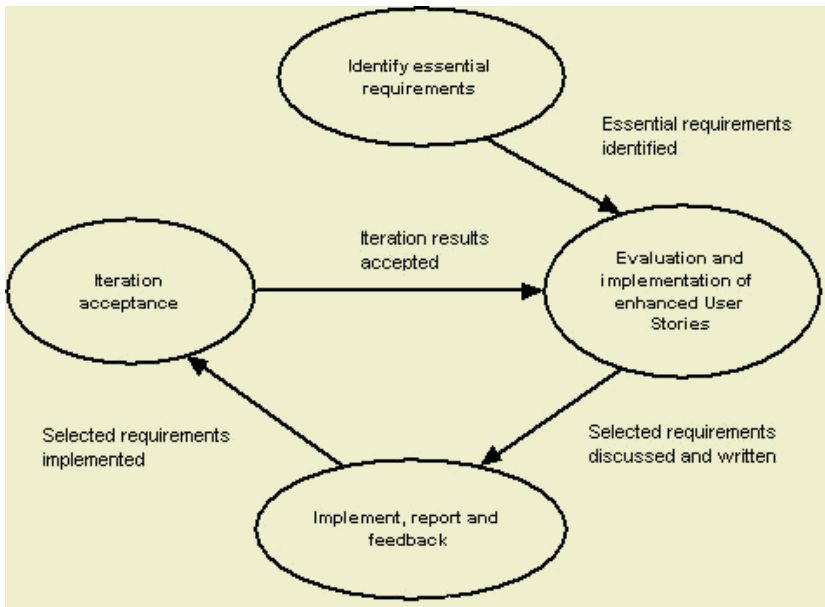 Identify essential
requirements
Essential requirements
identified
Iteration results
accepted
Iteration
acceptance
Evaluation and
implementation of
enhanced User
Stories
Selected requirements
implemented
Selected requirements
discussed and written
Implement, report and
feedback